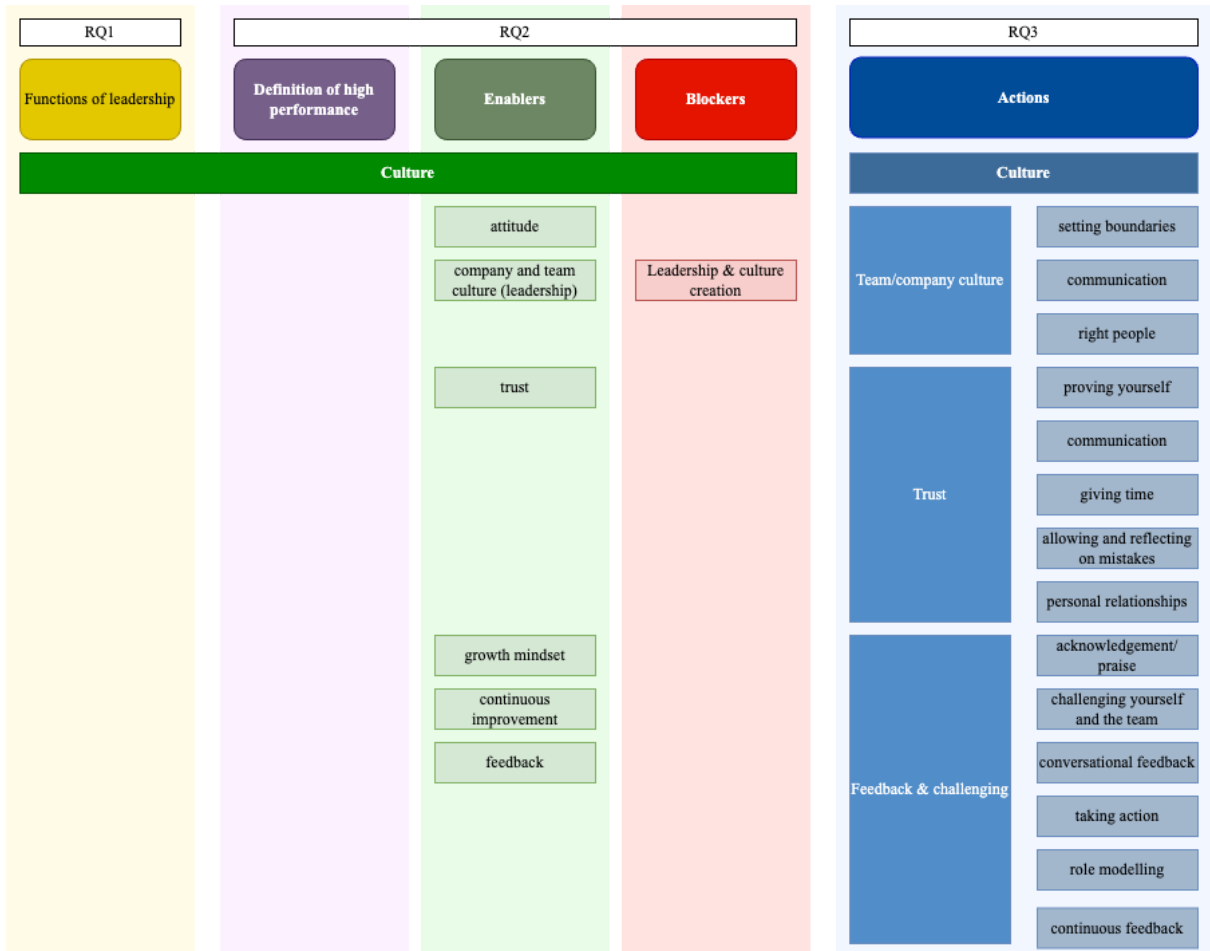 RQ1
RQ2
RQ3
Functions of leadership
Definition of high
performance
Enablers
Blockers
Actions
Culture
Culture
attitude
company and team
culture (leadership)
Leadership & culture
creation
Team/company culture
setting boundaries
communication
right people
trust
Trust
proving yourself
communication
giving time
allowing and reflecting
on mistakes
personal relationships
growth mindset
continuous
improvement
feedback
Feedback & challenging
acknowledgement/
praise
challenging yourself
and the team
conversational feedback
taking action
role modelling
continuous feedback